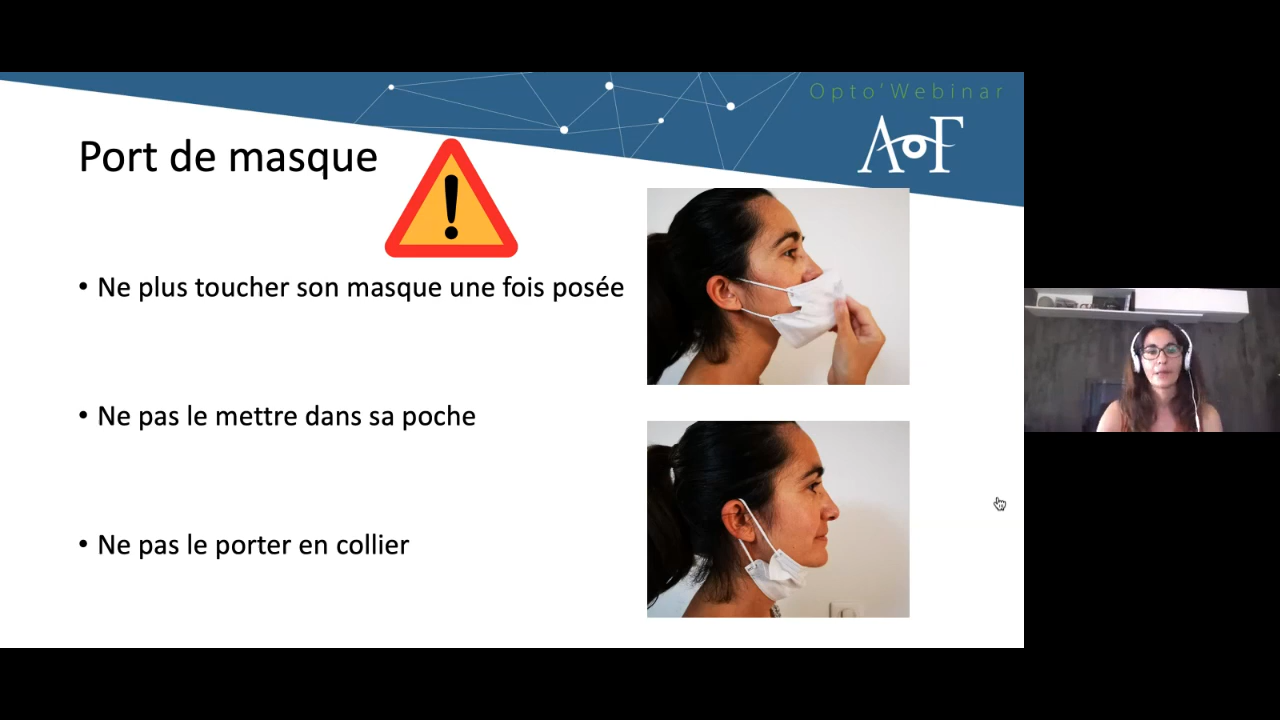 Opto'Webinar
AOF
Port de masque
• Ne plus toucher son masque une fois posée
• Ne pas le mettre dans sa poche
• Ne pas le porter en collier